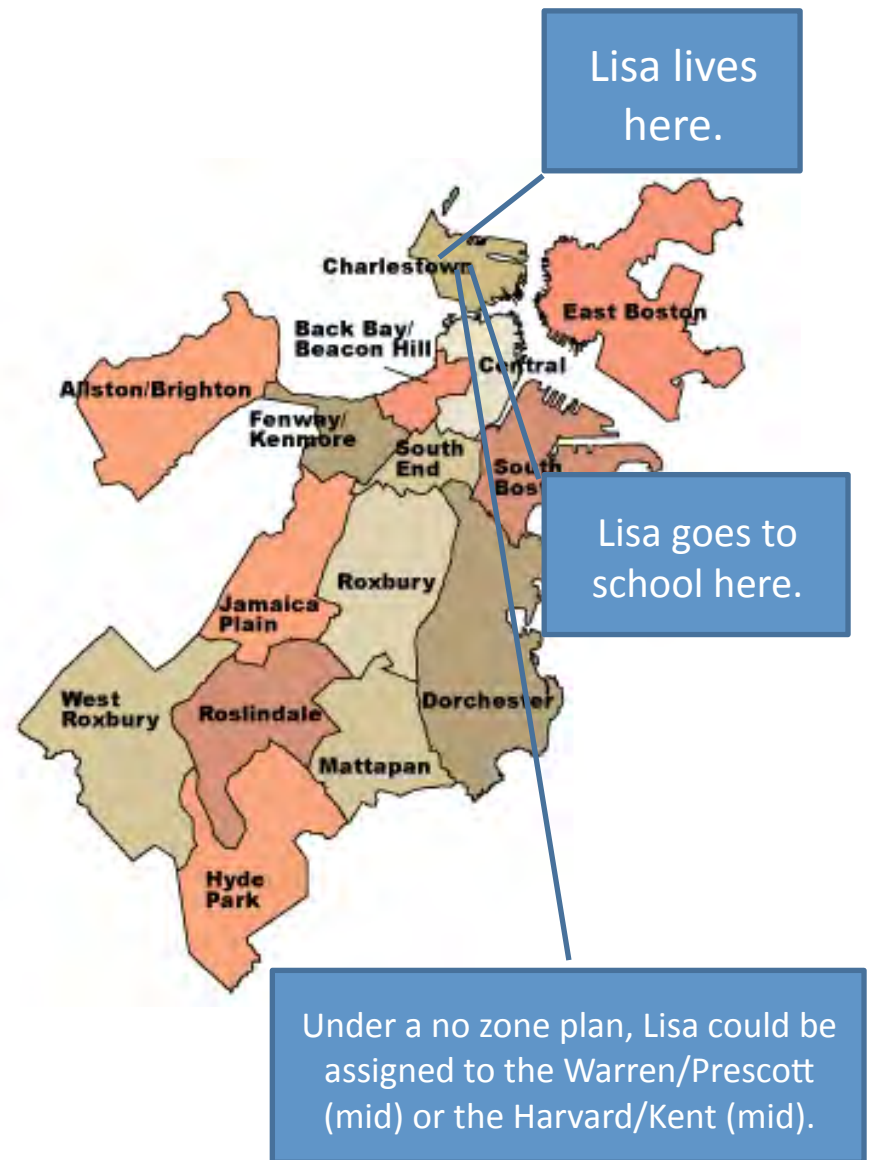 Lisa lives
here.
Charlestown
East Boston
Back Bay/
Beacon Hill
Central
Allston/Brighton
Fenway/
Kenmore
South
End
South
Lisa goes to
school here.
Roxbury
Jamaica
Plain
West
Roxbury
Roslindale
Dorchester
Mattapan
Hyde
Park
Under a no zone plan, Lisa could be
assigned to the Warren/Prescott
(mid) or the Harvard/Kent (mid).